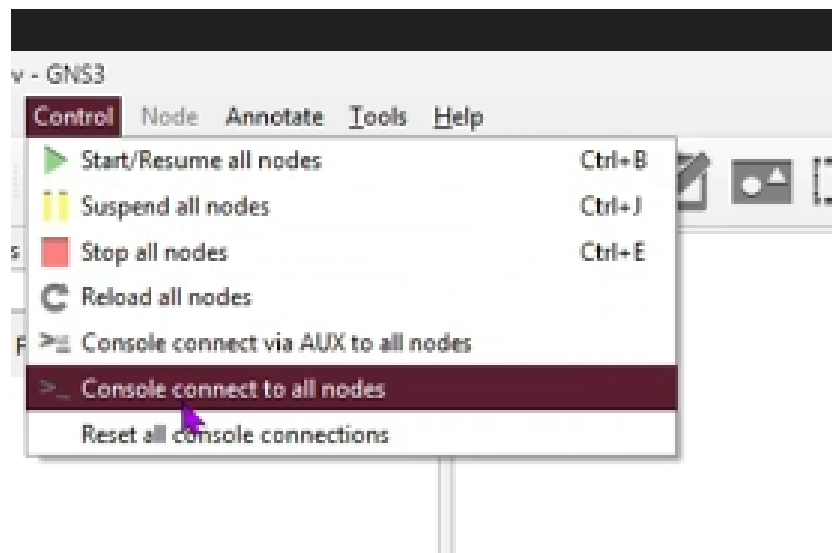 v - GNS3
Control Node Annotate Tools Help
Start/Resume all nodes Ctrl+B
Suspend all nodes Ctrl+J
Stop all nodes Ctrl+E
Reload all nodes
Console connect via AUX to all nodes
Console connect to all nodes
Reset all console connections